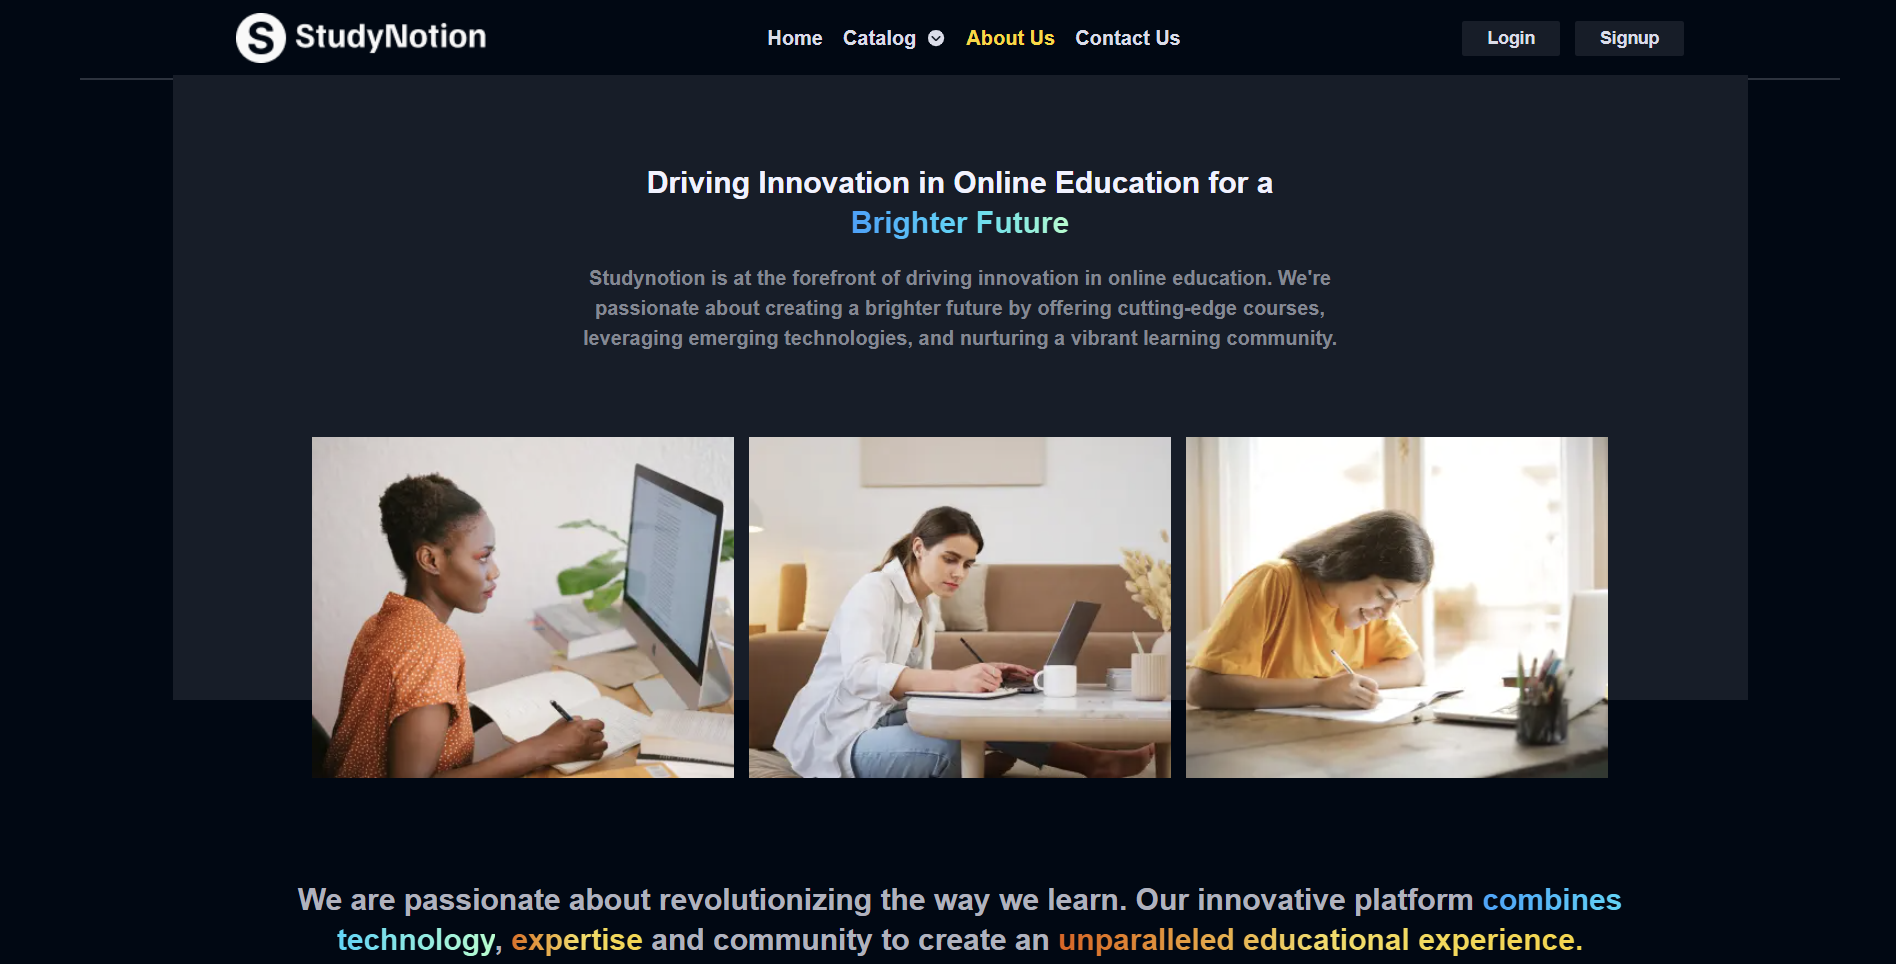 StudyNotion
Home Catalog About Us Contact Us
Login Signup
Driving Innovation in Online Education for a
Brighter Future
Studynotion is at the forefront of driving innovation in online education. We're
passionate about creating a brighter future by offering cutting-edge courses,
leveraging emerging technologies, and nurturing a vibrant learning community.
We are passionate about revolutionizing the way we learn. Our innovative platform combines
technology, expertise and community to create an unparalleled educational experience.